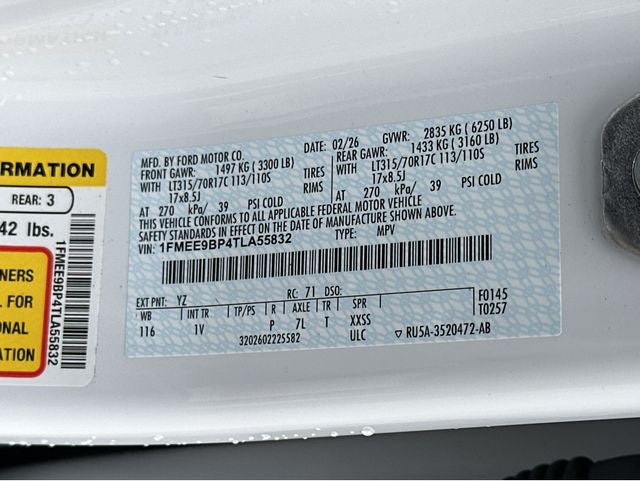 RMATION
REAR: 3
42 lbs.
NERS
L FOR
ONAL
TION
1FMEE9BP4TLA55832
MFD. BY FORD MOTOR CO.
DATE: 02/26 GVWR: 2835 KG ( 6250 LB)
FRONT GAWR: 1497 KG ( 3300 LB)
REAR GAWR: 1433 KG ( 3160 LB)
WITH LT315/70R17C 113/110S TIRES
WITH LT315/70R17C 113/110S TIRES
17x8.5J RIMS
17x8.5J RIMS
AT 270 kPa/ 39 PSI COLD
AT 270 kPa/ 39 PSI COLD
THIS VEHICLE CONFORMS TO ALL APPLICABLE FEDERAL MOTOR VEHICLE
SAFETY STANDARDS IN EFFECT ON THE DATE OF MANUFACTURE SHOWN ABOVE.
VIN: 1FMEE9BP4TLA55832 TYPE: MPV
EXT PNT: YZ RC: 71 DSO:
WB INT TR TP/PS R AXLE TR SPR
116 1V P 7L T XXSS
F0145
T0257
3202602225582 ULC RU5A-3520472-AB